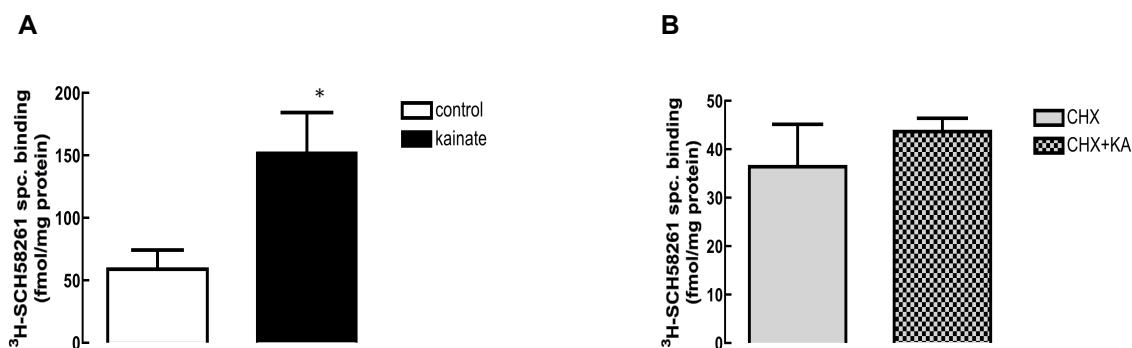 A
³H-SCH58261 spc. binding
(fmol/mg protein)
200
150
100
50
0
*
control
kainate
B
³H-SCH58261 spc. binding
(fmol/mg protein)
50
40
30
20
10
0
CHX
CHX+KA